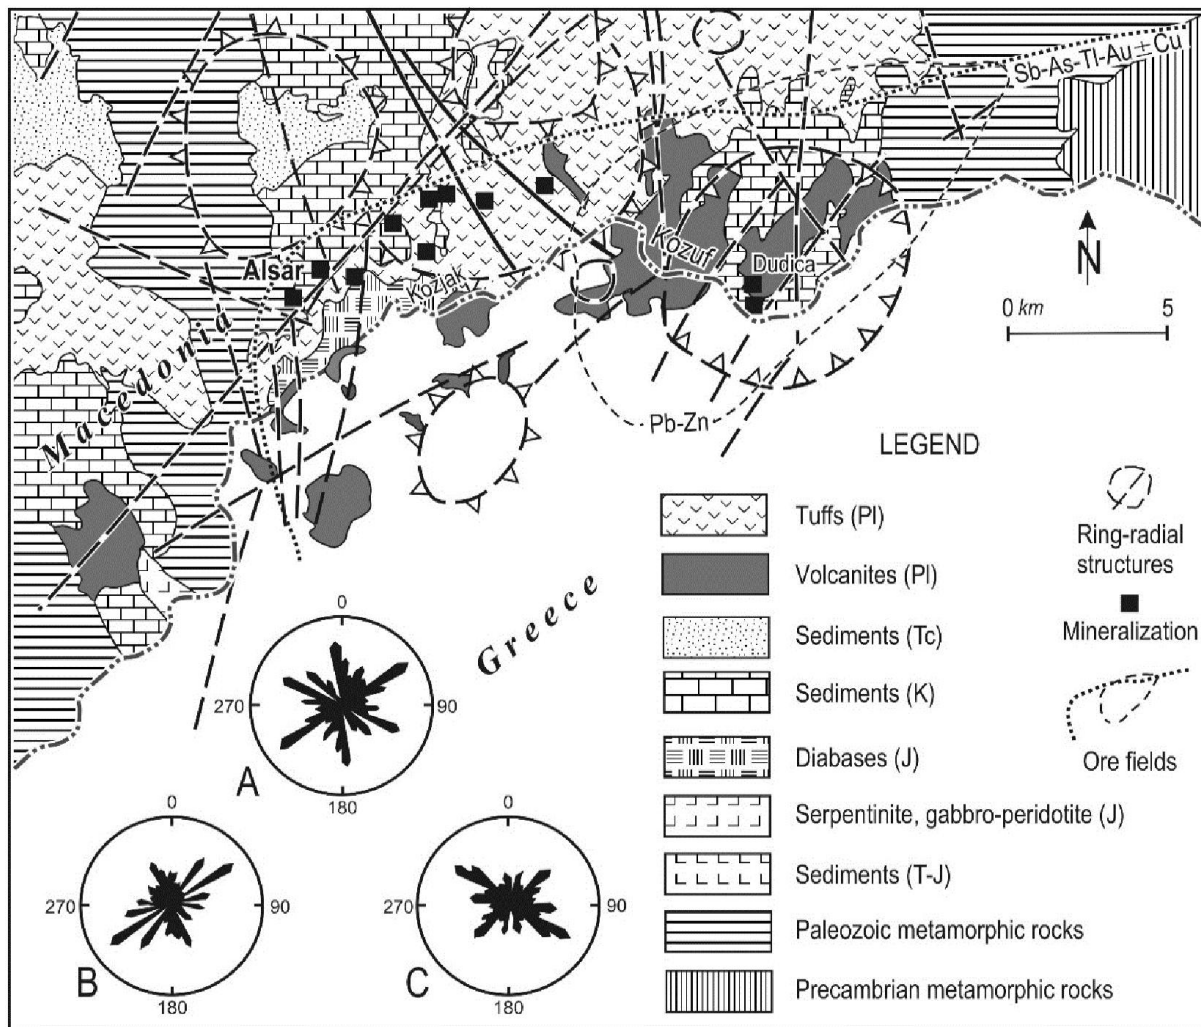 Sb-As-Tl-Au±Cu
Alsar
Kozjak
Kozuf
Dudica
N
0 km 5
Macedonia
Pb-Zn
Greece
LEGEND
Tuffs (Pl)
Volcanites (Pl)
Sediments (Tc)
Sediments (K)
Diabases (J)
Serpentinite, gabbro-peridotite (J)
Sediments (T-J)
Paleozoic metamorphic rocks
Precambrian metamorphic rocks
Ring-radial
structures
Mineralization
Ore fields
0
270 90
A
180
0
270 90
B
180
0
270 90
C
180